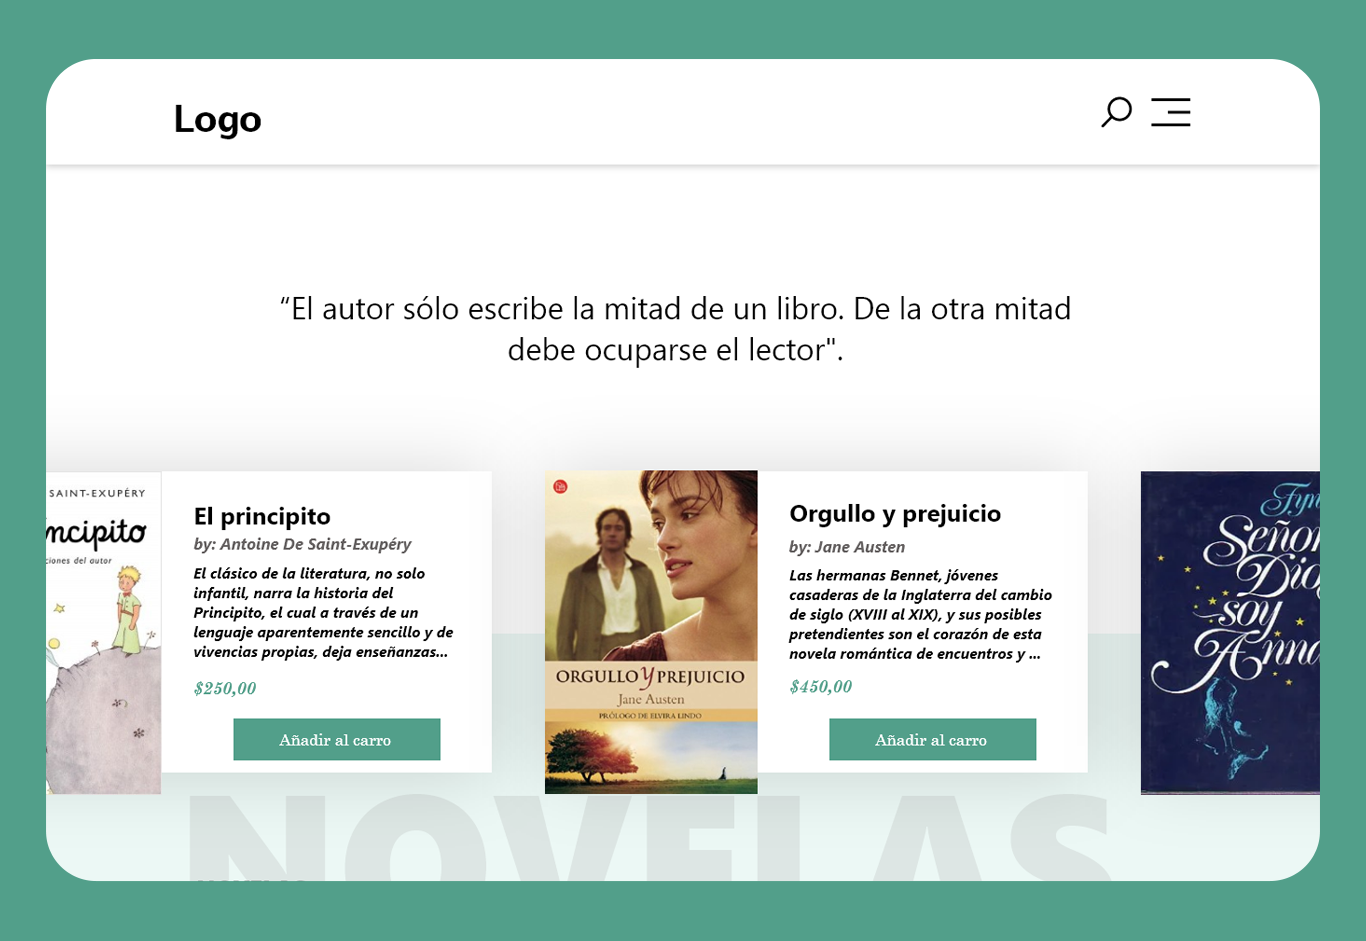 Logo
“El autor sólo escribe la mitad de un libro. De la otra mitad
debe ocuparse el lector".
SAINT-EXUPÉRY
ncipito
ciones del autor
El principito
by: Antoine De Saint-Exupéry
El clásico de la literatura, no solo
infantil, narra la historia del
Principito, el cual a través de un
lenguaje aparentemente sencillo y de
vivencias propias, deja enseñanzas...
$250,00
Añadir al carro
ORGULLO Y PREJUICIO
Jane Austen
PRÓLOGO DE ELVIRA LINDO
Orgullo y prejuicio
by: Jane Austen
Las hermanas Bennet, jóvenes
casaderas de la Inglaterra del cambio
de siglo (XVIII al XIX), y sus posibles
pretendientes son el corazón de esta
novela romántica de encuentros y ...
$450,00
Añadir al carro
Fyn
Señor
Dio
soy
Anna
NOVELAS